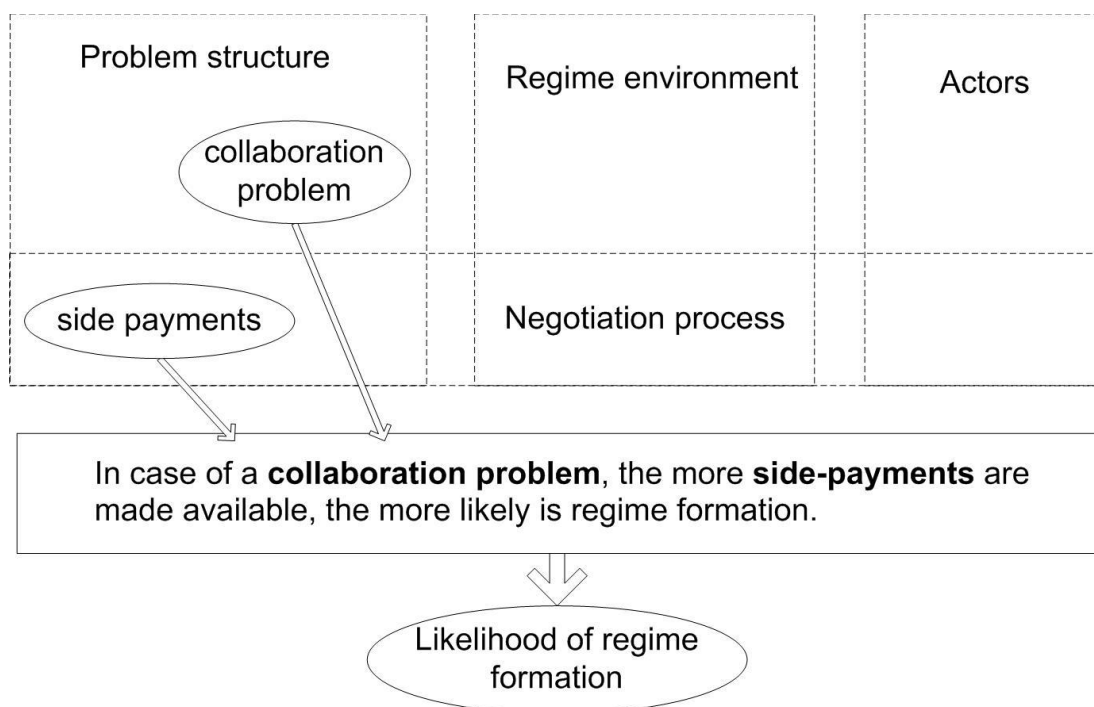 Problem structure
Regime environment
Actors
collaboration
problem
side payments
Negotiation process
In case of a collaboration problem, the more side-payments are
made available, the more likely is regime formation.
Likelihood of regime
formation